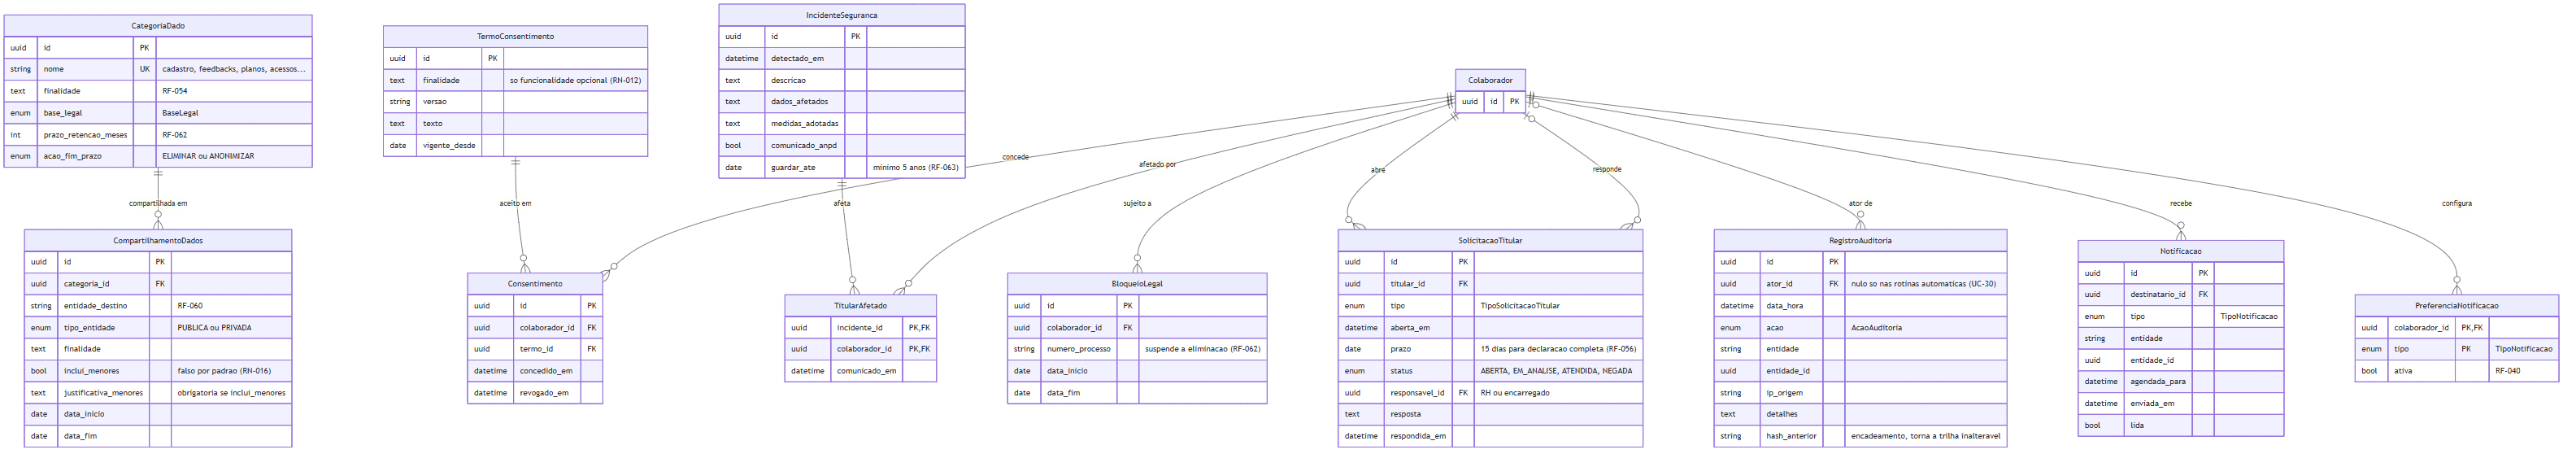 CategoriaDado
uuid id PK
string nome UK cadastro, feedbacks, planos, acessos...
text finalidade RF-054
enum base_legal BaseLegal
int prazo_retencao_meses RF-062
enum acao_fim_prazo ELIMINAR ou ANONIMIZAR
TermoConsentimento
uuid id PK
text finalidade so funcionalidade opcional (RN-012)
string versao
text texto
date vigente_desde
IncidenteSeguranca
uuid id PK
datetime detectado_em
text descricao
text dados_afetados
text medidas_adotadas
bool comunicado_anpd
date guardar_ate minimo 5 anos (RF-063)
Colaborador
uuid id PK
concede
afetado por
abre
responde
compartilhada em
aceito em
afeta
sujeito a
ator de
recebe
configura
CompartilhamentoDados
uuid id PK
uuid categoria_id FK
string entidade_destino RF-060
enum tipo_entidade PUBLICA ou PRIVADA
text finalidade
bool inclui_menores falso por padrao (RN-016)
text justificativa_menores obrigatoria se inclui_menores
date data_inicio
date data_fim
Consentimento
uuid id PK
uuid colaborador_id FK
uuid termo_id FK
datetime concedido_em
datetime revogado_em
TitularAfetado
uuid incidente_id PK,FK
uuid colaborador_id PK,FK
datetime comunicado_em
BloqueioLegal
uuid id PK
uuid colaborador_id FK
string numero_processo suspende a eliminacao (RF-062)
date data_inicio
date data_fim
SolicitacaoTitular
uuid id PK
uuid titular_id FK
enum tipo TipoSolicitacaoTitular
datetime aberta_em
date prazo 15 dias para declaracao completa (RF-056)
enum status ABERTA, EM_ANALISE, ATENDIDA, NEGADA
uuid responsavel_id FK RH ou encarregado
text resposta
datetime respondida_em
RegistroAuditoria
uuid id PK
uuid ator_id FK nulo so nas rotinas automaticas (UC-30)
datetime data_hora
enum acao AcaoAuditoria
string entidade
uuid entidade_id
string ip_origem
text detalhes
string hash_anterior encadeamento, torna a trilha inalteravel
Notificacao
uuid id PK
uuid destinatario_id FK
enum tipo TipoNotificacao
string entidade
uuid entidade_id
datetime agendada_para
datetime enviada_em
bool lida
PreferenciaNotificacao
uuid colaborador_id PK,FK
enum tipo PK TipoNotificacao
bool ativa RF-040